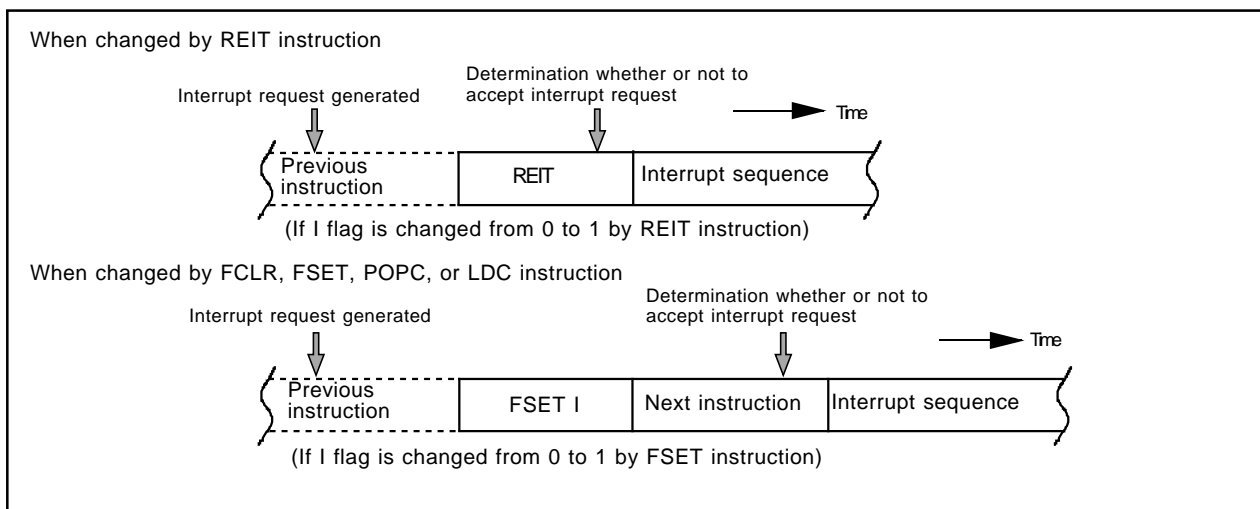 When changed by REIT instruction
Determination whether or not to
accept interrupt request
Interrupt request generated
Time
Previous
instruction
REIT
Interrupt sequence
(If I flag is changed from 0 to 1 by REIT instruction)
When changed by FCLR, FSET, POPC, or LDC instruction
Determination whether or not to
accept interrupt request
Interrupt request generated
Time
Previous
instruction
FSET I
Next instruction
Interrupt sequence
(If I flag is changed from 0 to 1 by FSET instruction)